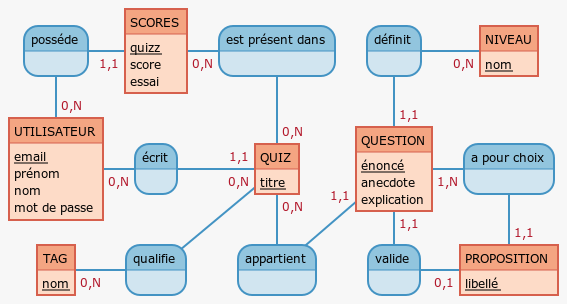 posséde
SCORES
quizz
score
essai
est présent dans
définit
NIVEAU
nom
1,1
0,N
0,N
0,N
0,N
1,1
UTILISATEUR
email
prénom
nom
mot de passe
écrit
QUIZ
titre
QUESTION
énoncé
anecdote
explication
a pour choix
0,N
1,1
0,N
1,1
1,N
0,N
1,1
1,1
TAG
nom
0,N
qualifie
appartient
valide
0,1
PROPOSITION
libellé